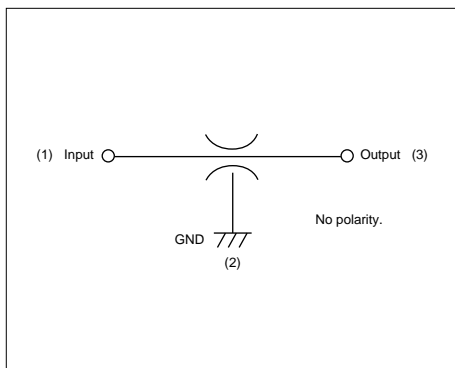 (1) Input Output (3)
No polarity.
GND
(2)